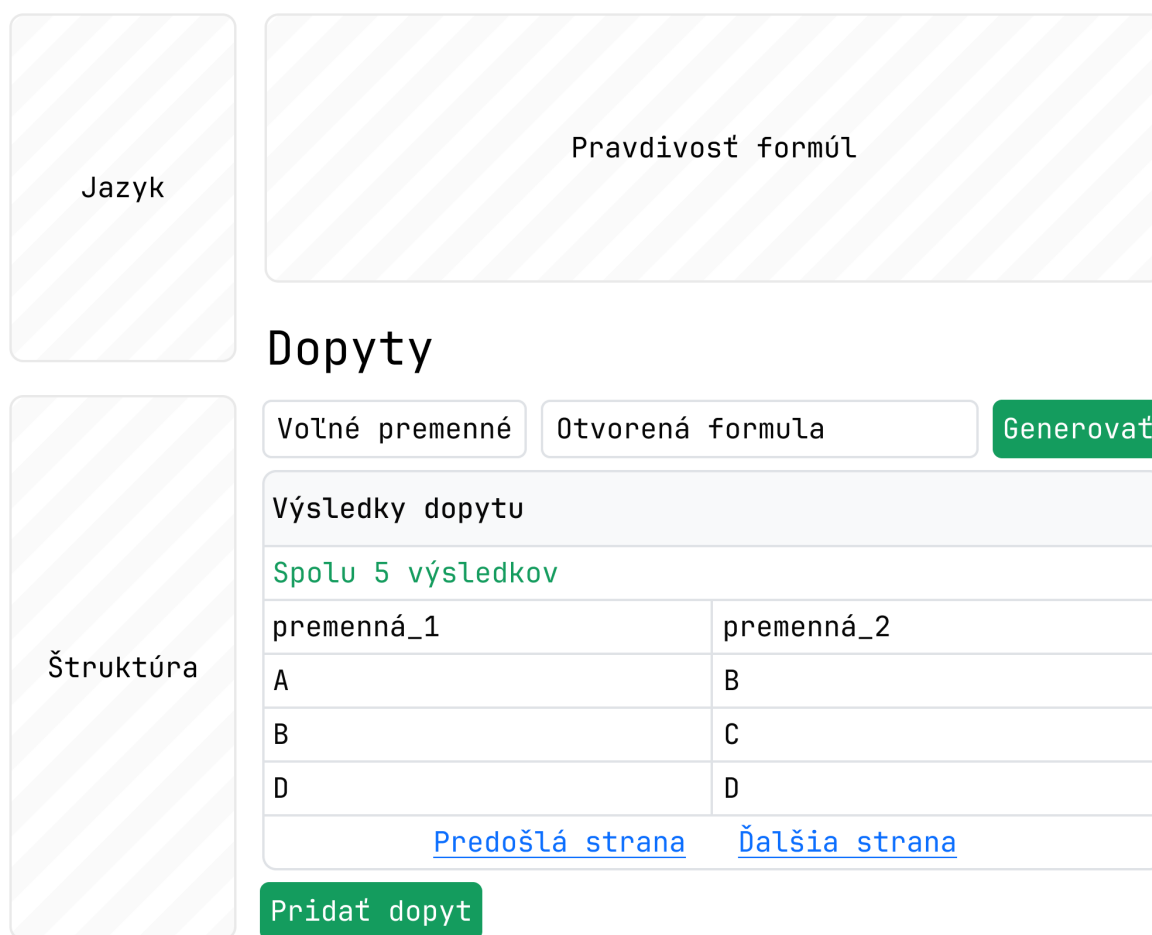 Jazyk
Pravdivosť formúl
Dopyty
Voľné premenné
Otvorená formula
Generovať
Výsledky dopytu
Spolu 5 výsledkov
premenná_1
premenná_2
A
B
B
C
D
D
Predošlá strana
Ďalšia strana
Pridať dopyt
Štruktúra